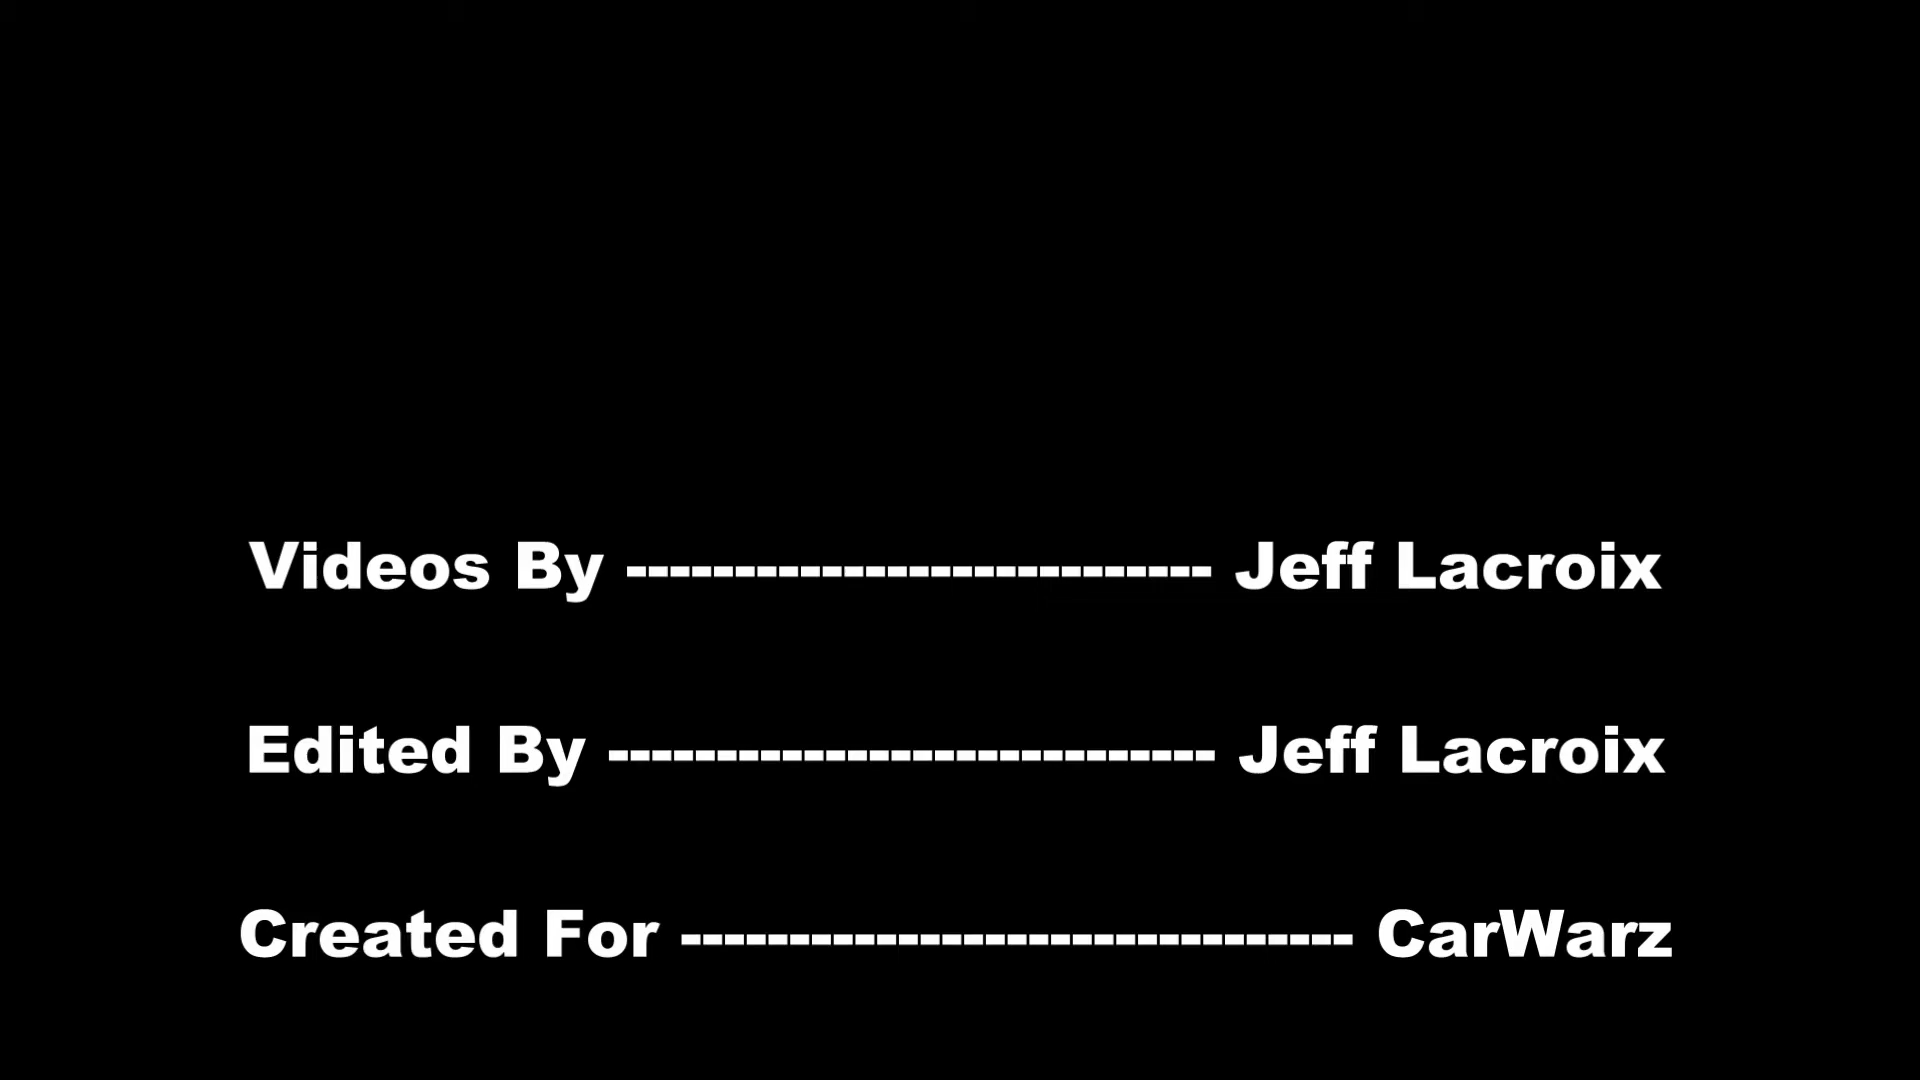 Videos By --------------------------- Jeff Lacroix
Edited By ---------------------------- Jeff Lacroix
Created For ------------------------------- CarWarz